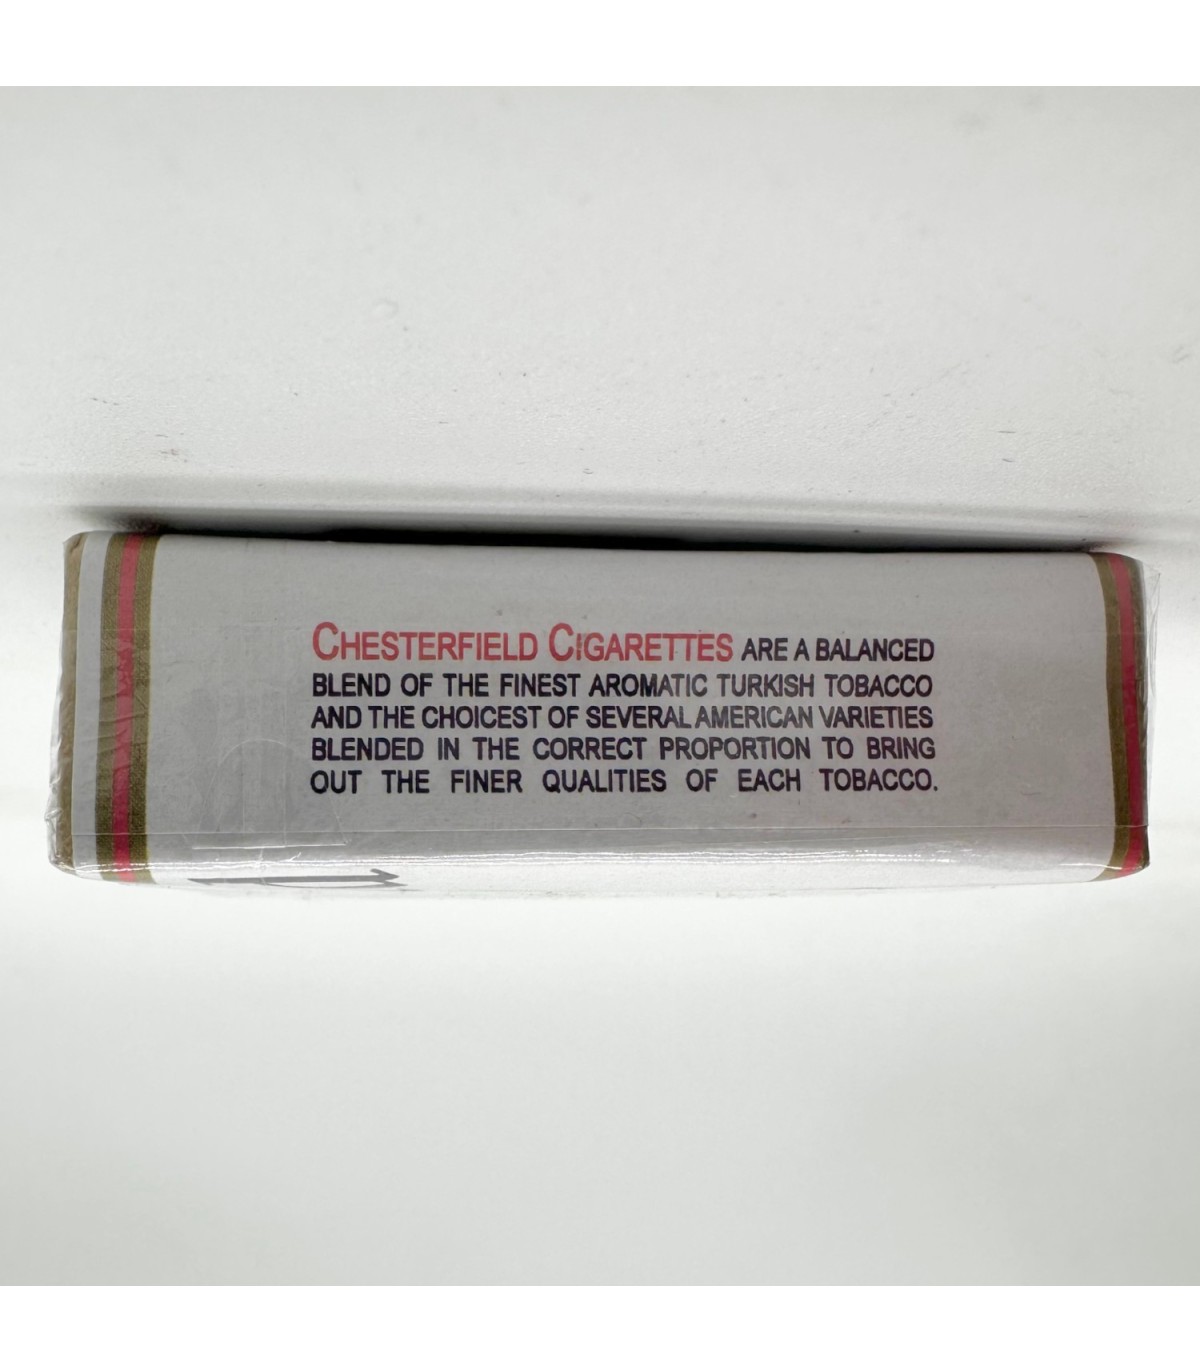 CHESTERFIELD CIGARETTES ARE A BALANCED
BLEND OF THE FINEST AROMATIC TURKISH TOBACCO
AND THE CHOICEST OF SEVERAL AMERICAN VARIETIES
BLENDED IN THE CORRECT PROPORTION TO BRING
OUT THE FINER QUALITIES OF EACH TOBACCO.